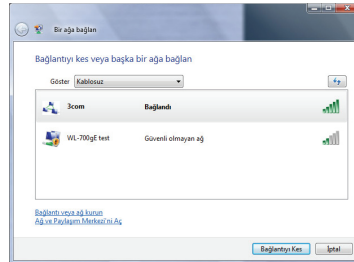 Bir ağa bağlan
Bağlantıyı kes veya başka bir ağa bağlan
Göster Kablosuz
3com Bağlandı
WL-700gE test Güvenli olmayan ağ
Bağlantı veya ağ kurun
Ağ ve Paylaşım Merkezi'ni Aç
Bağlantıyı Kes İptal